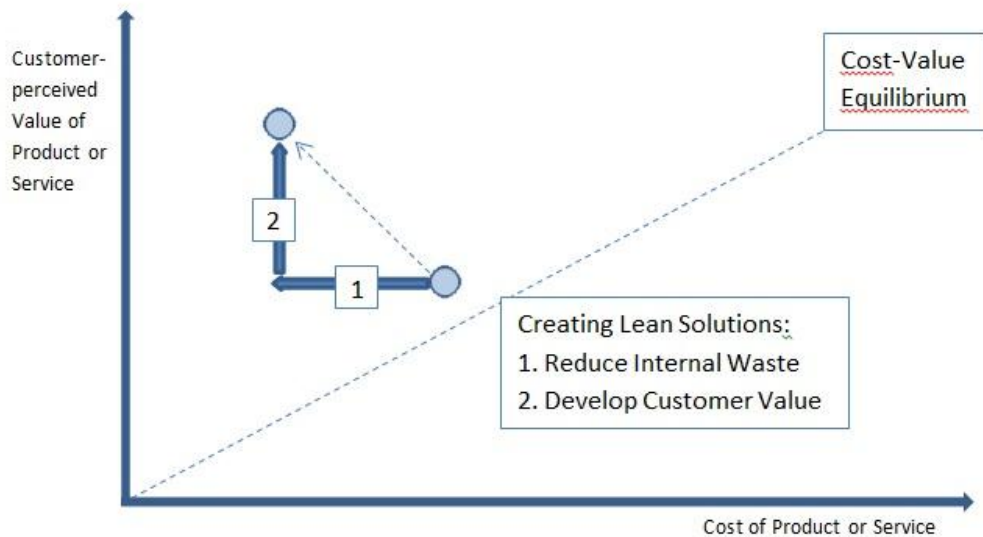 Customer-
perceived
Value of
Product or
Service
Cost-Value
Equilibrium
2
1
Creating Lean Solutions:
1. Reduce Internal Waste
2. Develop Customer Value
Cost of Product or Service